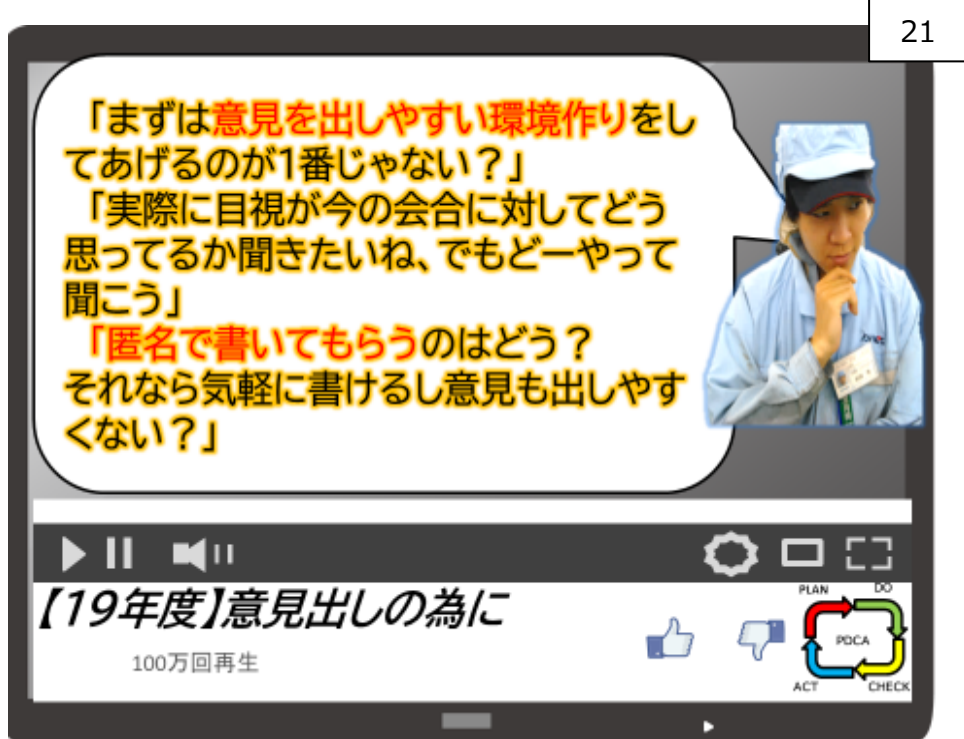 21
「まずは意見を出しやすい環境作りをし
てあげるのが1番じゃない？」
「実際に目視が今の会合に対してどう
思ってるか聞きたいね、でもどーやって
聞こう」
「匿名で書いてもらうのはどう？
それなら気軽に書けるし意見も出しやす
くない？」
【19年度】意見出しの為に
100万回再生
PLAN
DO
PDCA
ACT
CHECK